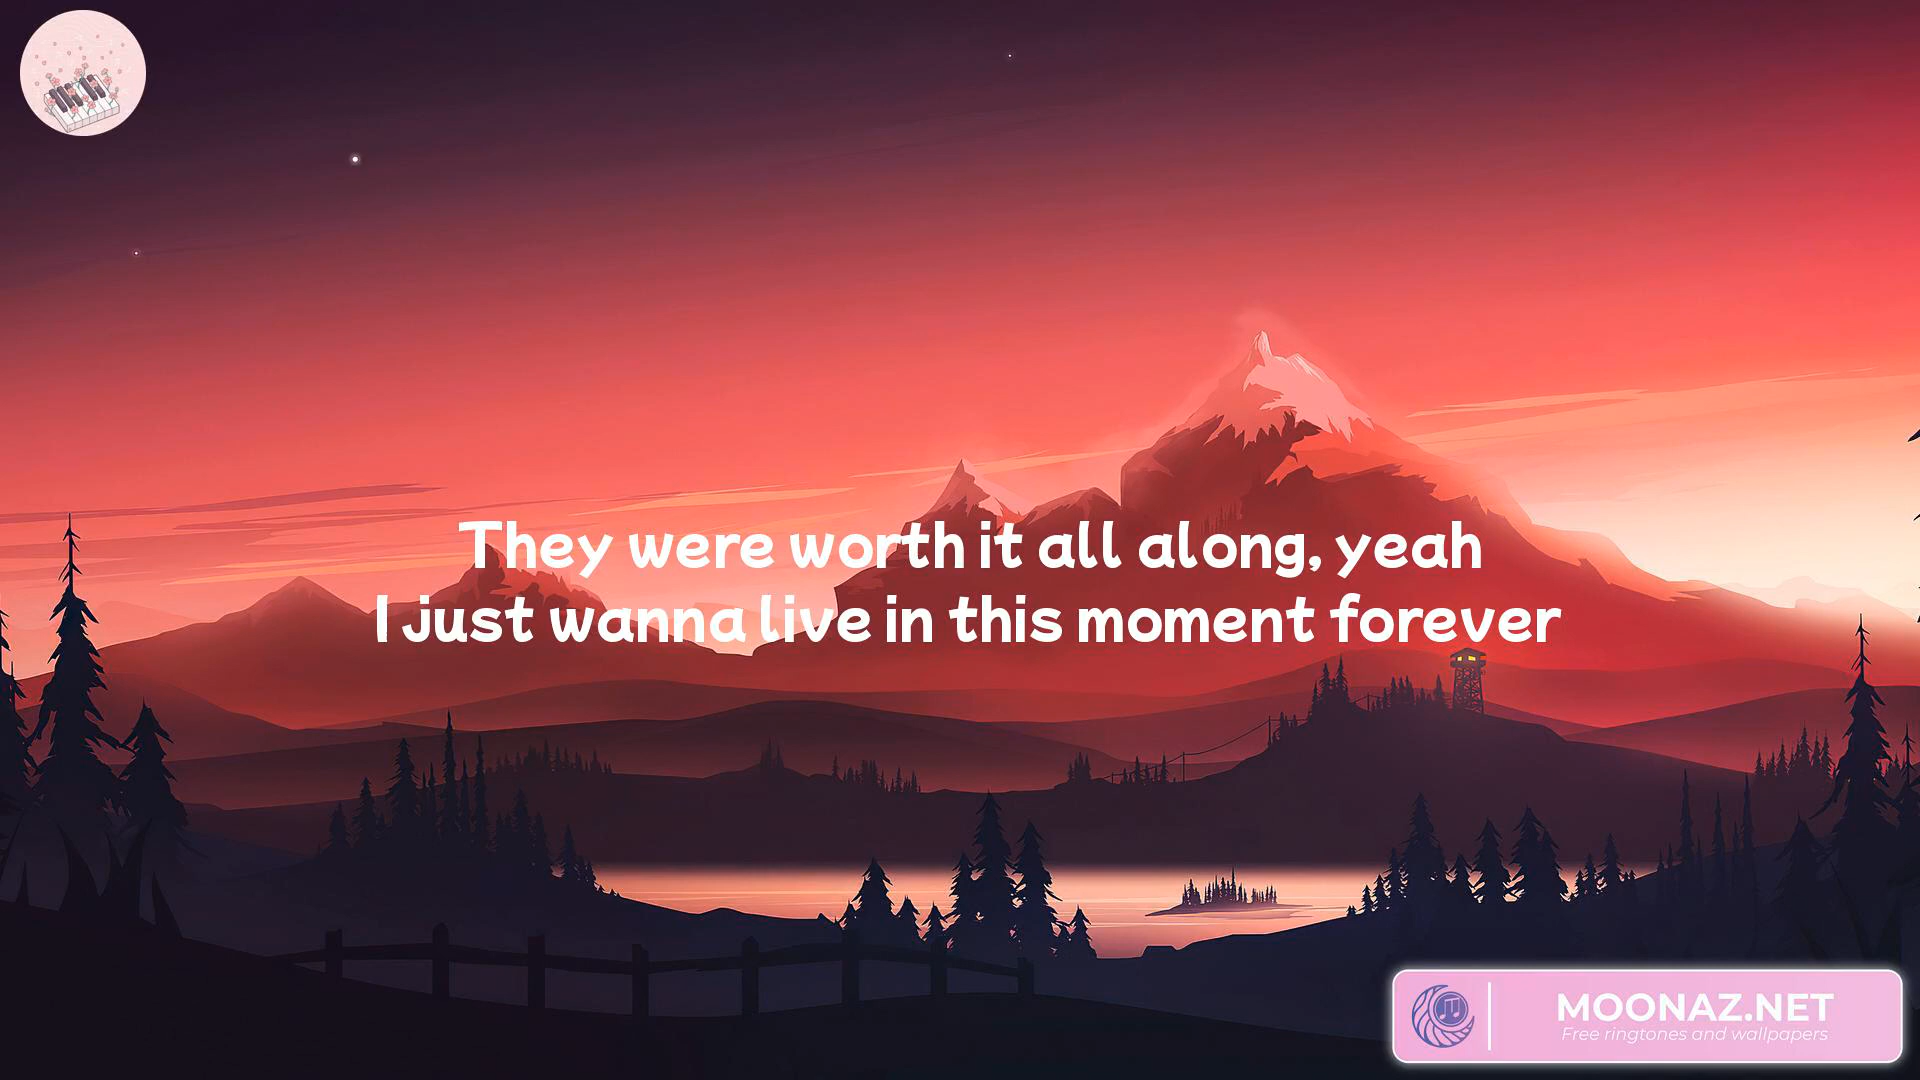 They were worth it all along, yeah
I just wanna live in this moment forever
MOONAZ.NET
Free ringtones and wallpapers